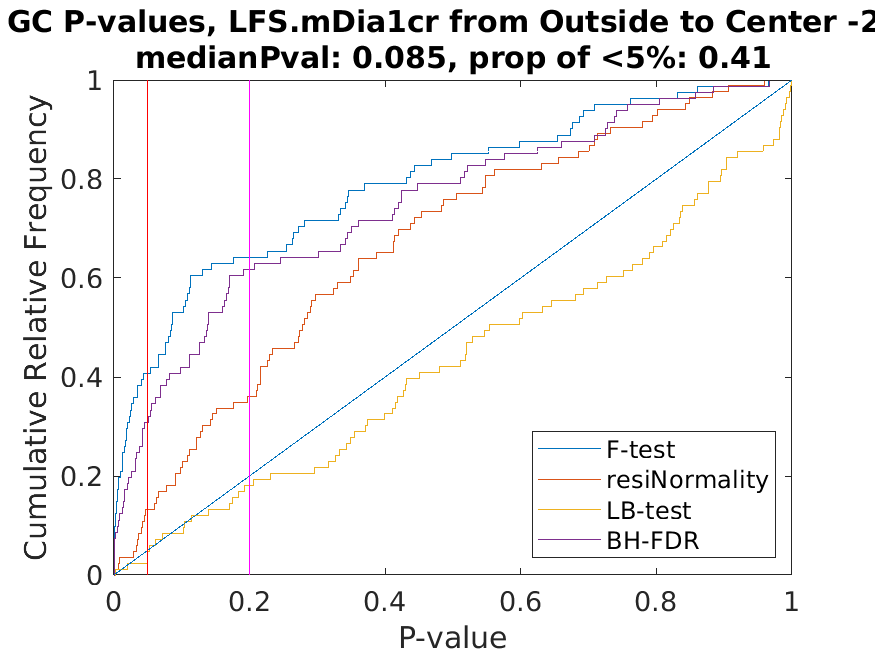 GC P-values, LFS.mDia1cr from Outside to Center -2
medianPval: 0.085, prop of <5%: 0.41
Cumulative Relative Frequency
1
0.8
0.6
0.4
0.2
0
0 0.2 0.4 0.6 0.8 1
P-value
F-test
resiNormality
LB-test
BH-FDR